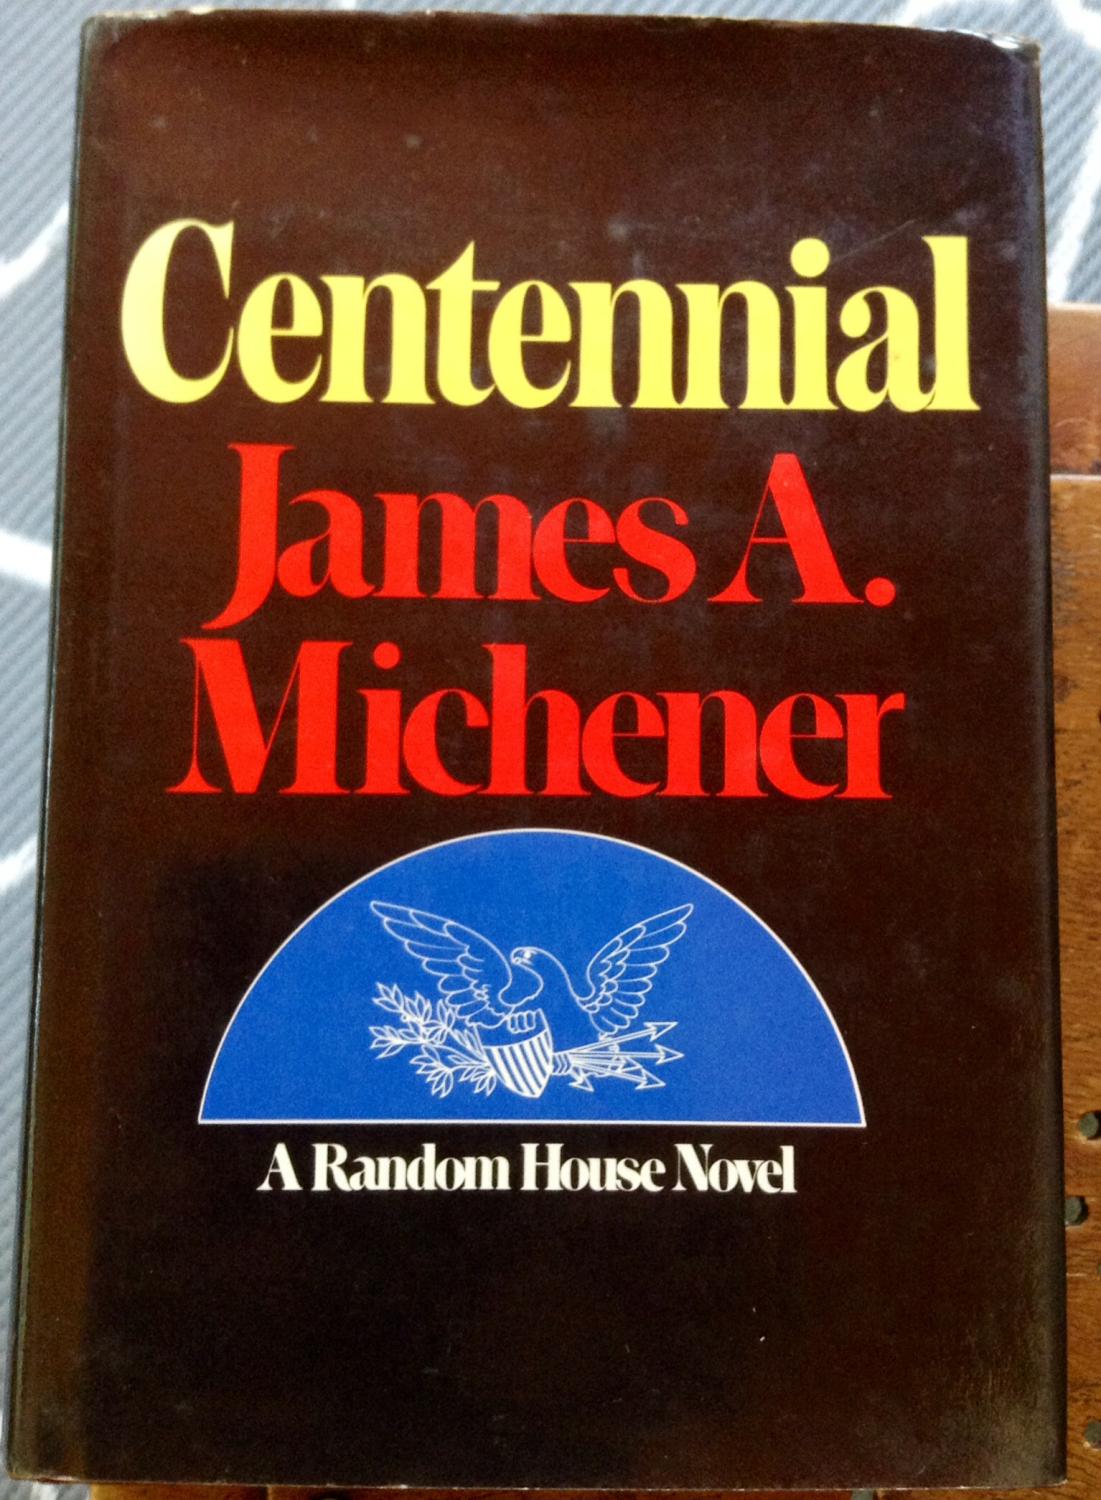 Centennial
James A.
Michener
A Random House Novel